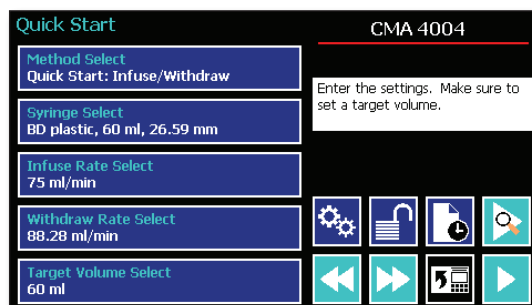 Quick Start
Method Select
Quick Start: Infuse/Withdraw
Syringe Select
BD plastic, 60 ml, 26.59 mm
Infuse Rate Select
75 ml/min
Withdraw Rate Select
88.28 ml/min
Target Volume Select
60 ml
CMA 4004
Enter the settings. Make sure to
set a target volume.